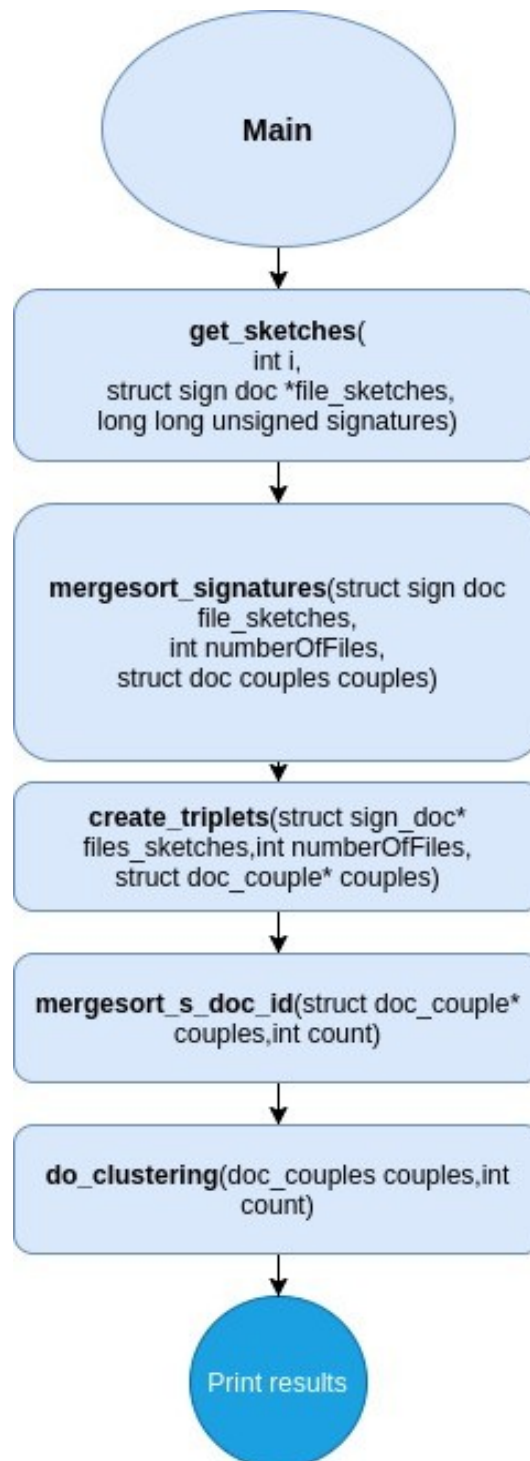 Main
get_sketches(
int i,
struct sign doc *file_sketches,
long long unsigned signatures)
mergesort_signatures(struct sign doc
file_sketches,
int numberOfFiles,
struct doc couples couples)
create_triplets(struct sign_doc*
files_sketches,int numberOfFiles,
struct doc_couple* couples)
mergesort_s_doc_id(struct doc_couple*
couples,int count)
do_clustering(doc_couples couples,int
count)
Print results